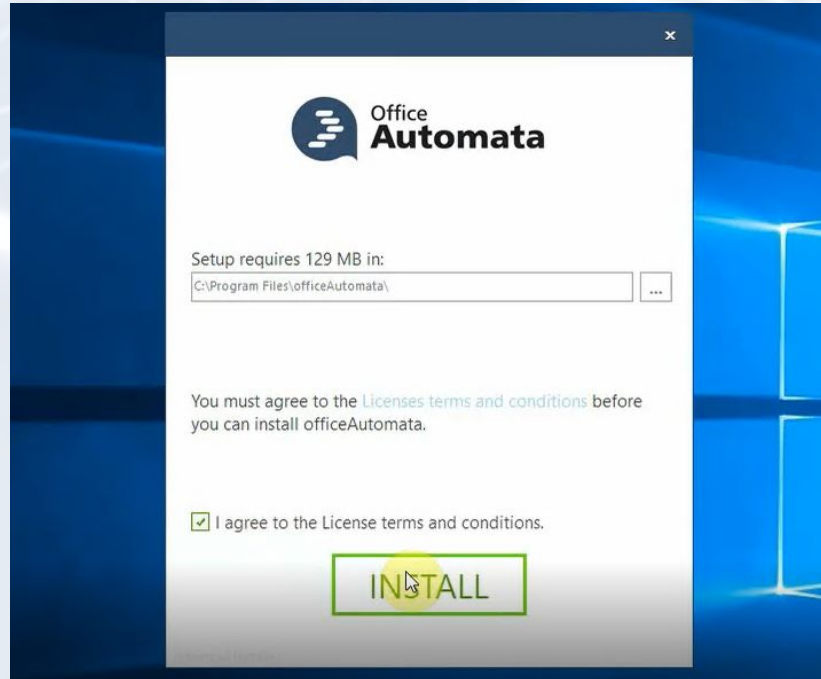 Office
Automata
Setup requires 129 MB in:
C:\Program Files\officeAutomata\
...
You must agree to the Licenses terms and conditions before
you can install officeAutomata.
I agree to the License terms and conditions.
INSTALL